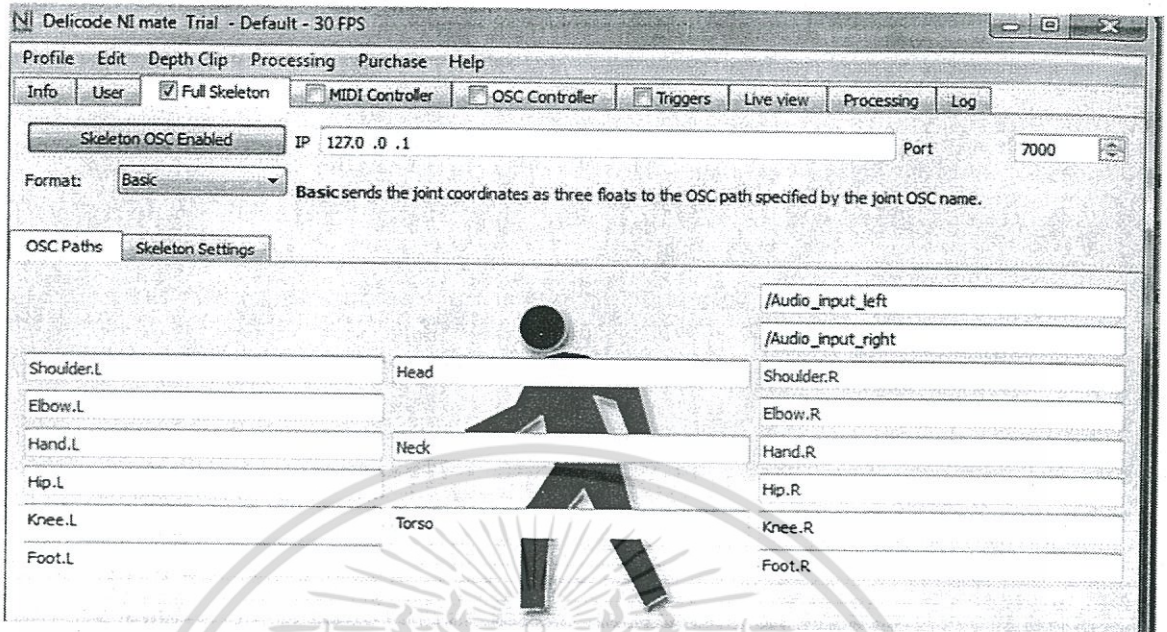 NI Delicode NI mate Trial - Default - 30 FPS
Profile Edit Depth Clip Processing Purchase Help
Info User Full Skeleton MIDI Controller OSC Controller Triggers Live view Processing Log
Skeleton OSC Enabled IP 127.0 .0 .1 Port 7000
Format: Basic Basic sends the joint coordinates as three floats to the OSC path specified by the joint OSC name.
OSC Paths Skeleton Settings
/Audio_input_left
/Audio_input_right
Shoulder.L Head Shoulder.R
Elbow.L Elbow.R
Hand.L Neck Hand.R
Hip.L Hip.R
Knee.L Torso Knee.R
Foot.L Foot.R